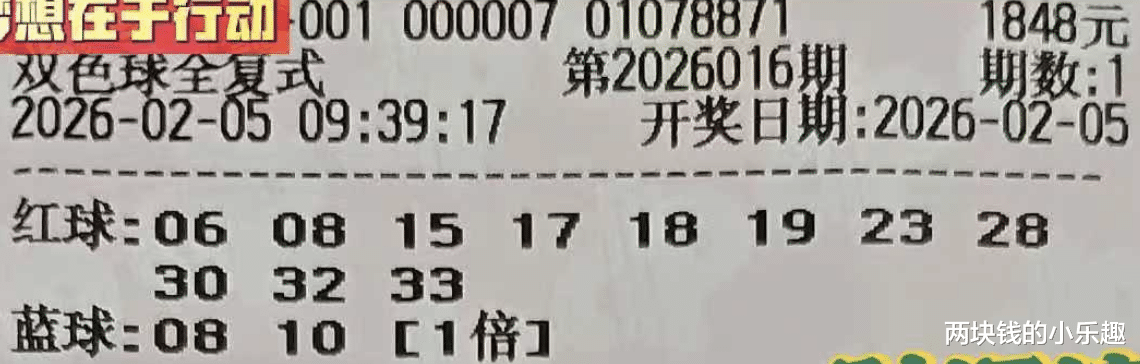 梦想在于行动
-001 000007 01078871 1848元
双色球全复式 第2026016期 期数:1
2026-02-05 09:39:17 开奖日期:2026-02-05
红球:06 08 15 17 18 19 23 28
30 32 33
蓝球:08 10 [1倍]
两块钱的小乐趣